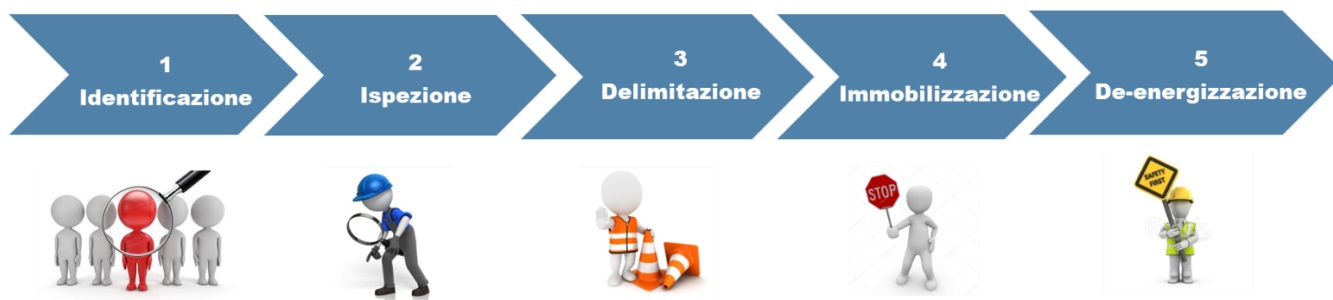 1
Identificazione
2
Ispezione
3
Delimitazione
4
Immobilizzazione
5
De-energizzazione
STOP
SAFETY
FIRST